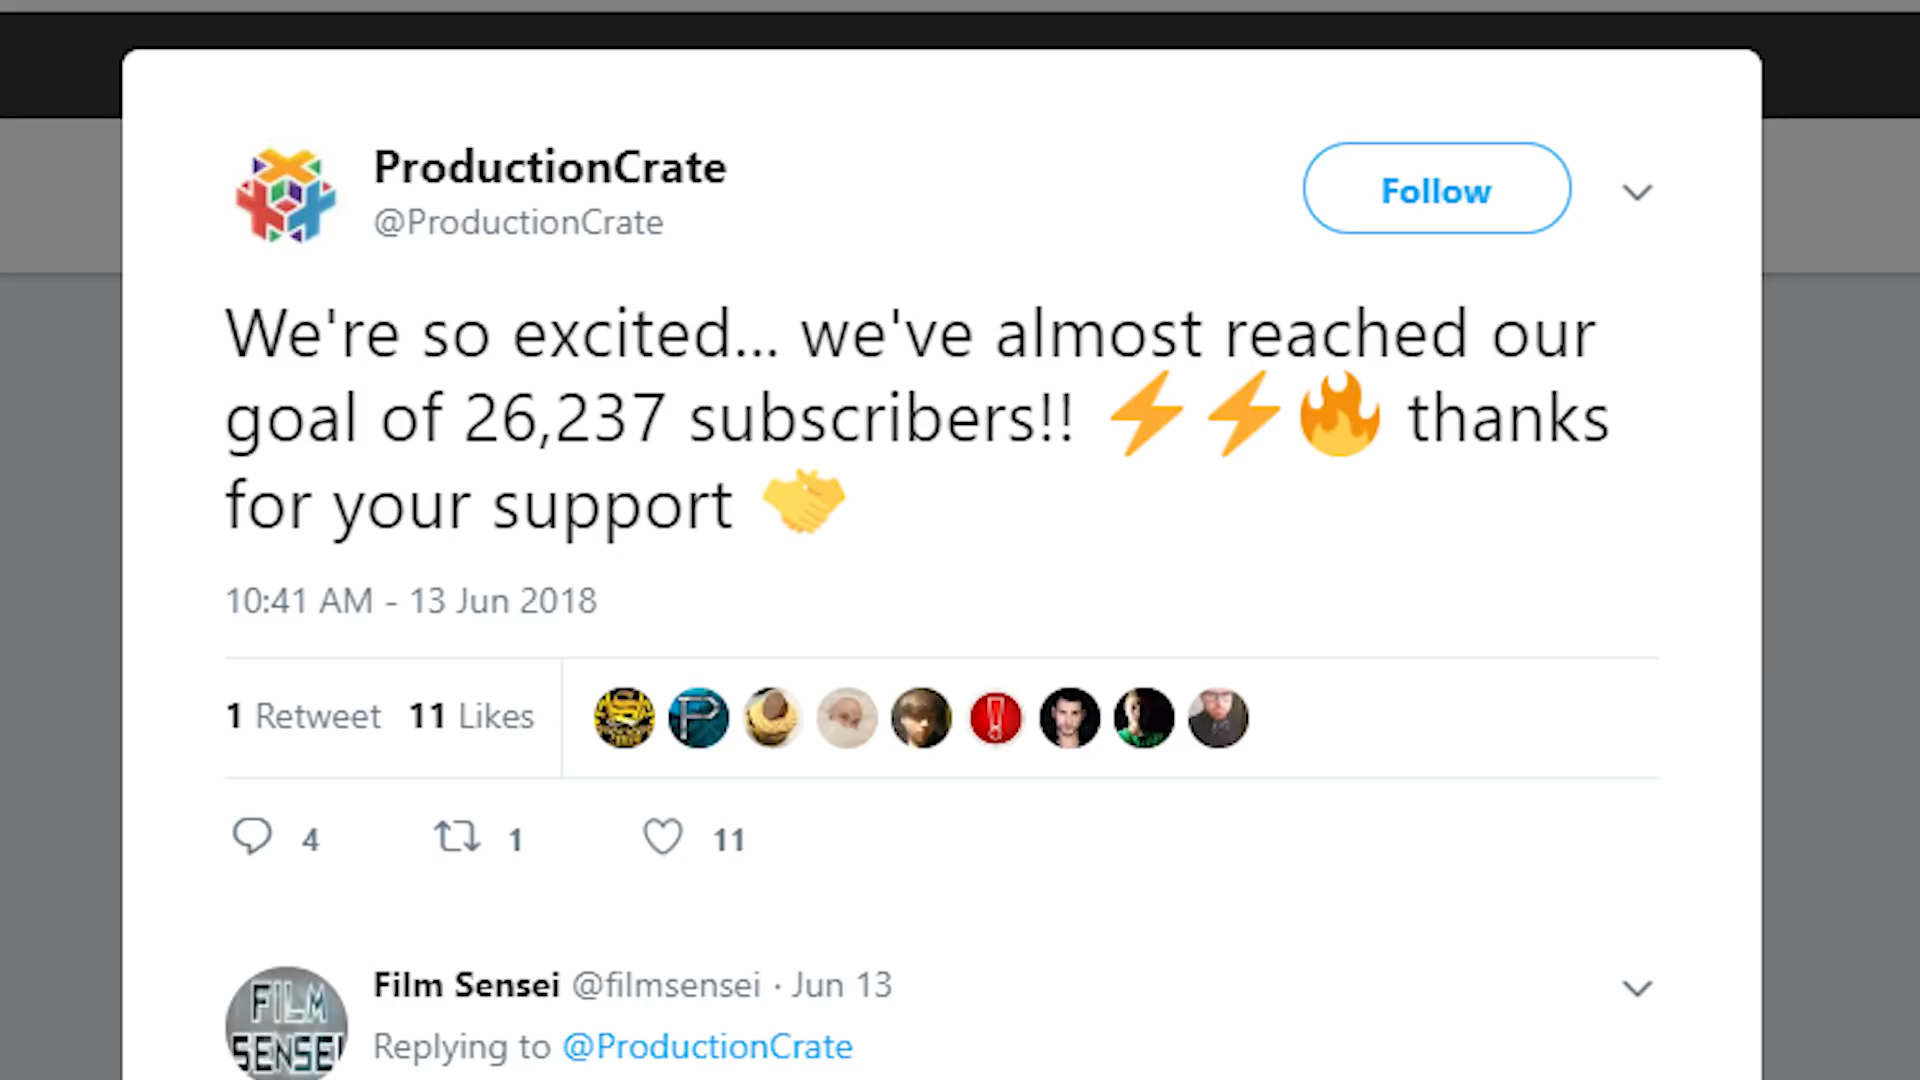 ProductionCrate
@ProductionCrate
Follow
We're so excited... we've almost reached our
goal of 26,237 subscribers!! ⚡⚡🔥 thanks
for your support 🤝
10:41 AM - 13 Jun 2018
1 Retweet 11 Likes
4 1 11
Film Sensei @filmsensei · Jun 13
FILM
SENSEI
Replying to @ProductionCrate